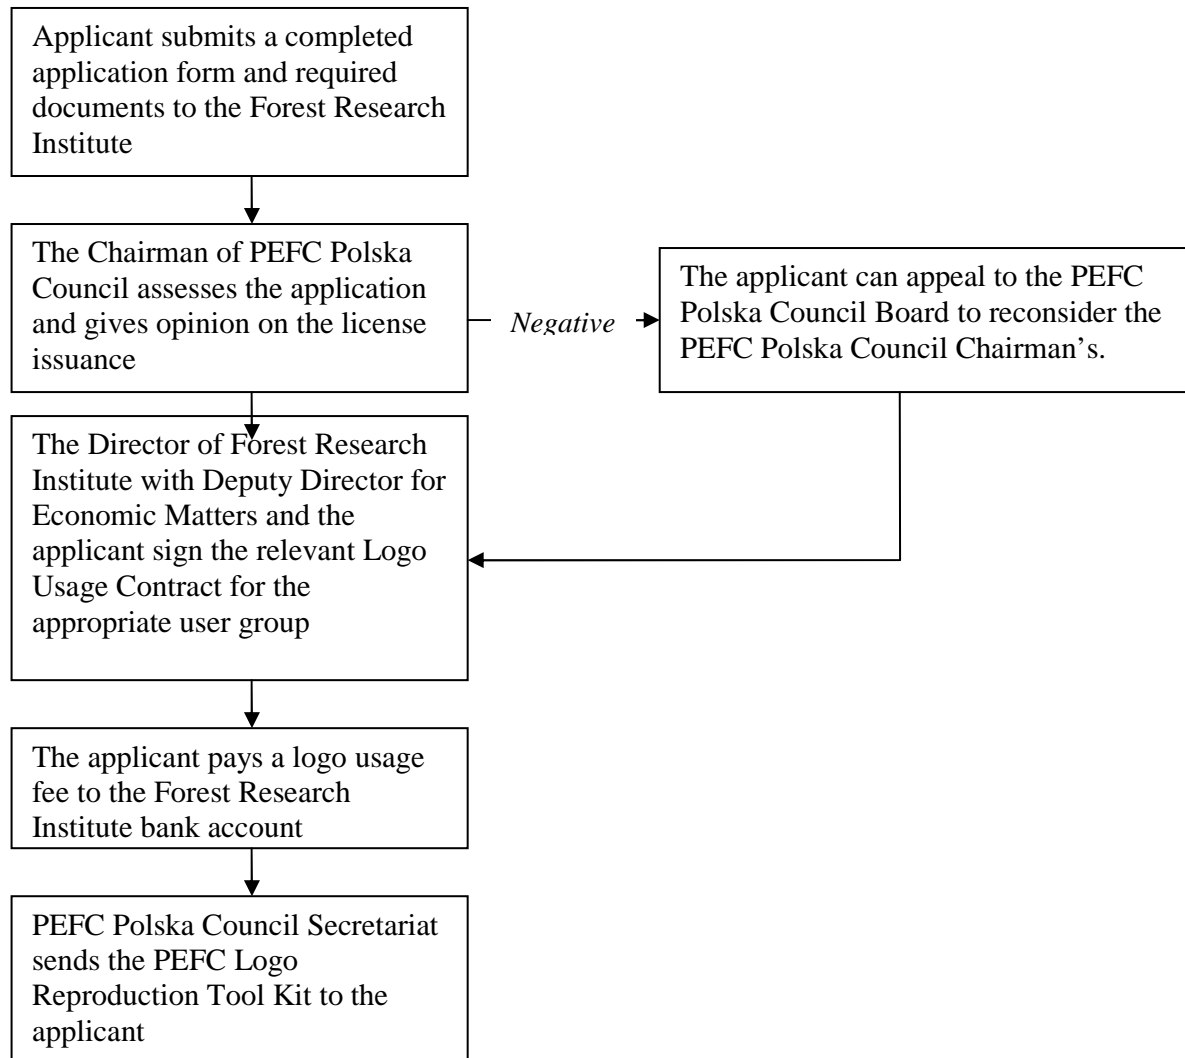 Applicant submits a completed
application form and required
documents to the Forest Research
Institute
The Chairman of PEFC Polska
Council assesses the application
and gives opinion on the license
issuance
Negative
The applicant can appeal to the PEFC
Polska Council Board to reconsider the
PEFC Polska Council Chairman’s.
The Director of Forest Research
Institute with Deputy Director for
Economic Matters and the
applicant sign the relevant Logo
Usage Contract for the
appropriate user group
The applicant pays a logo usage
fee to the Forest Research
Institute bank account
PEFC Polska Council Secretariat
sends the PEFC Logo
Reproduction Tool Kit to the
applicant